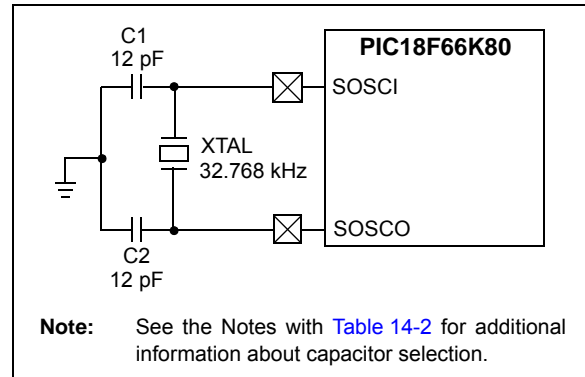 C1
12 pF
PIC18F66K80
SOSCI
XTAL
32.768 kHz
SOSCO
C2
12 pF
Note: See the Notes with Table 14-2 for additional
information about capacitor selection.